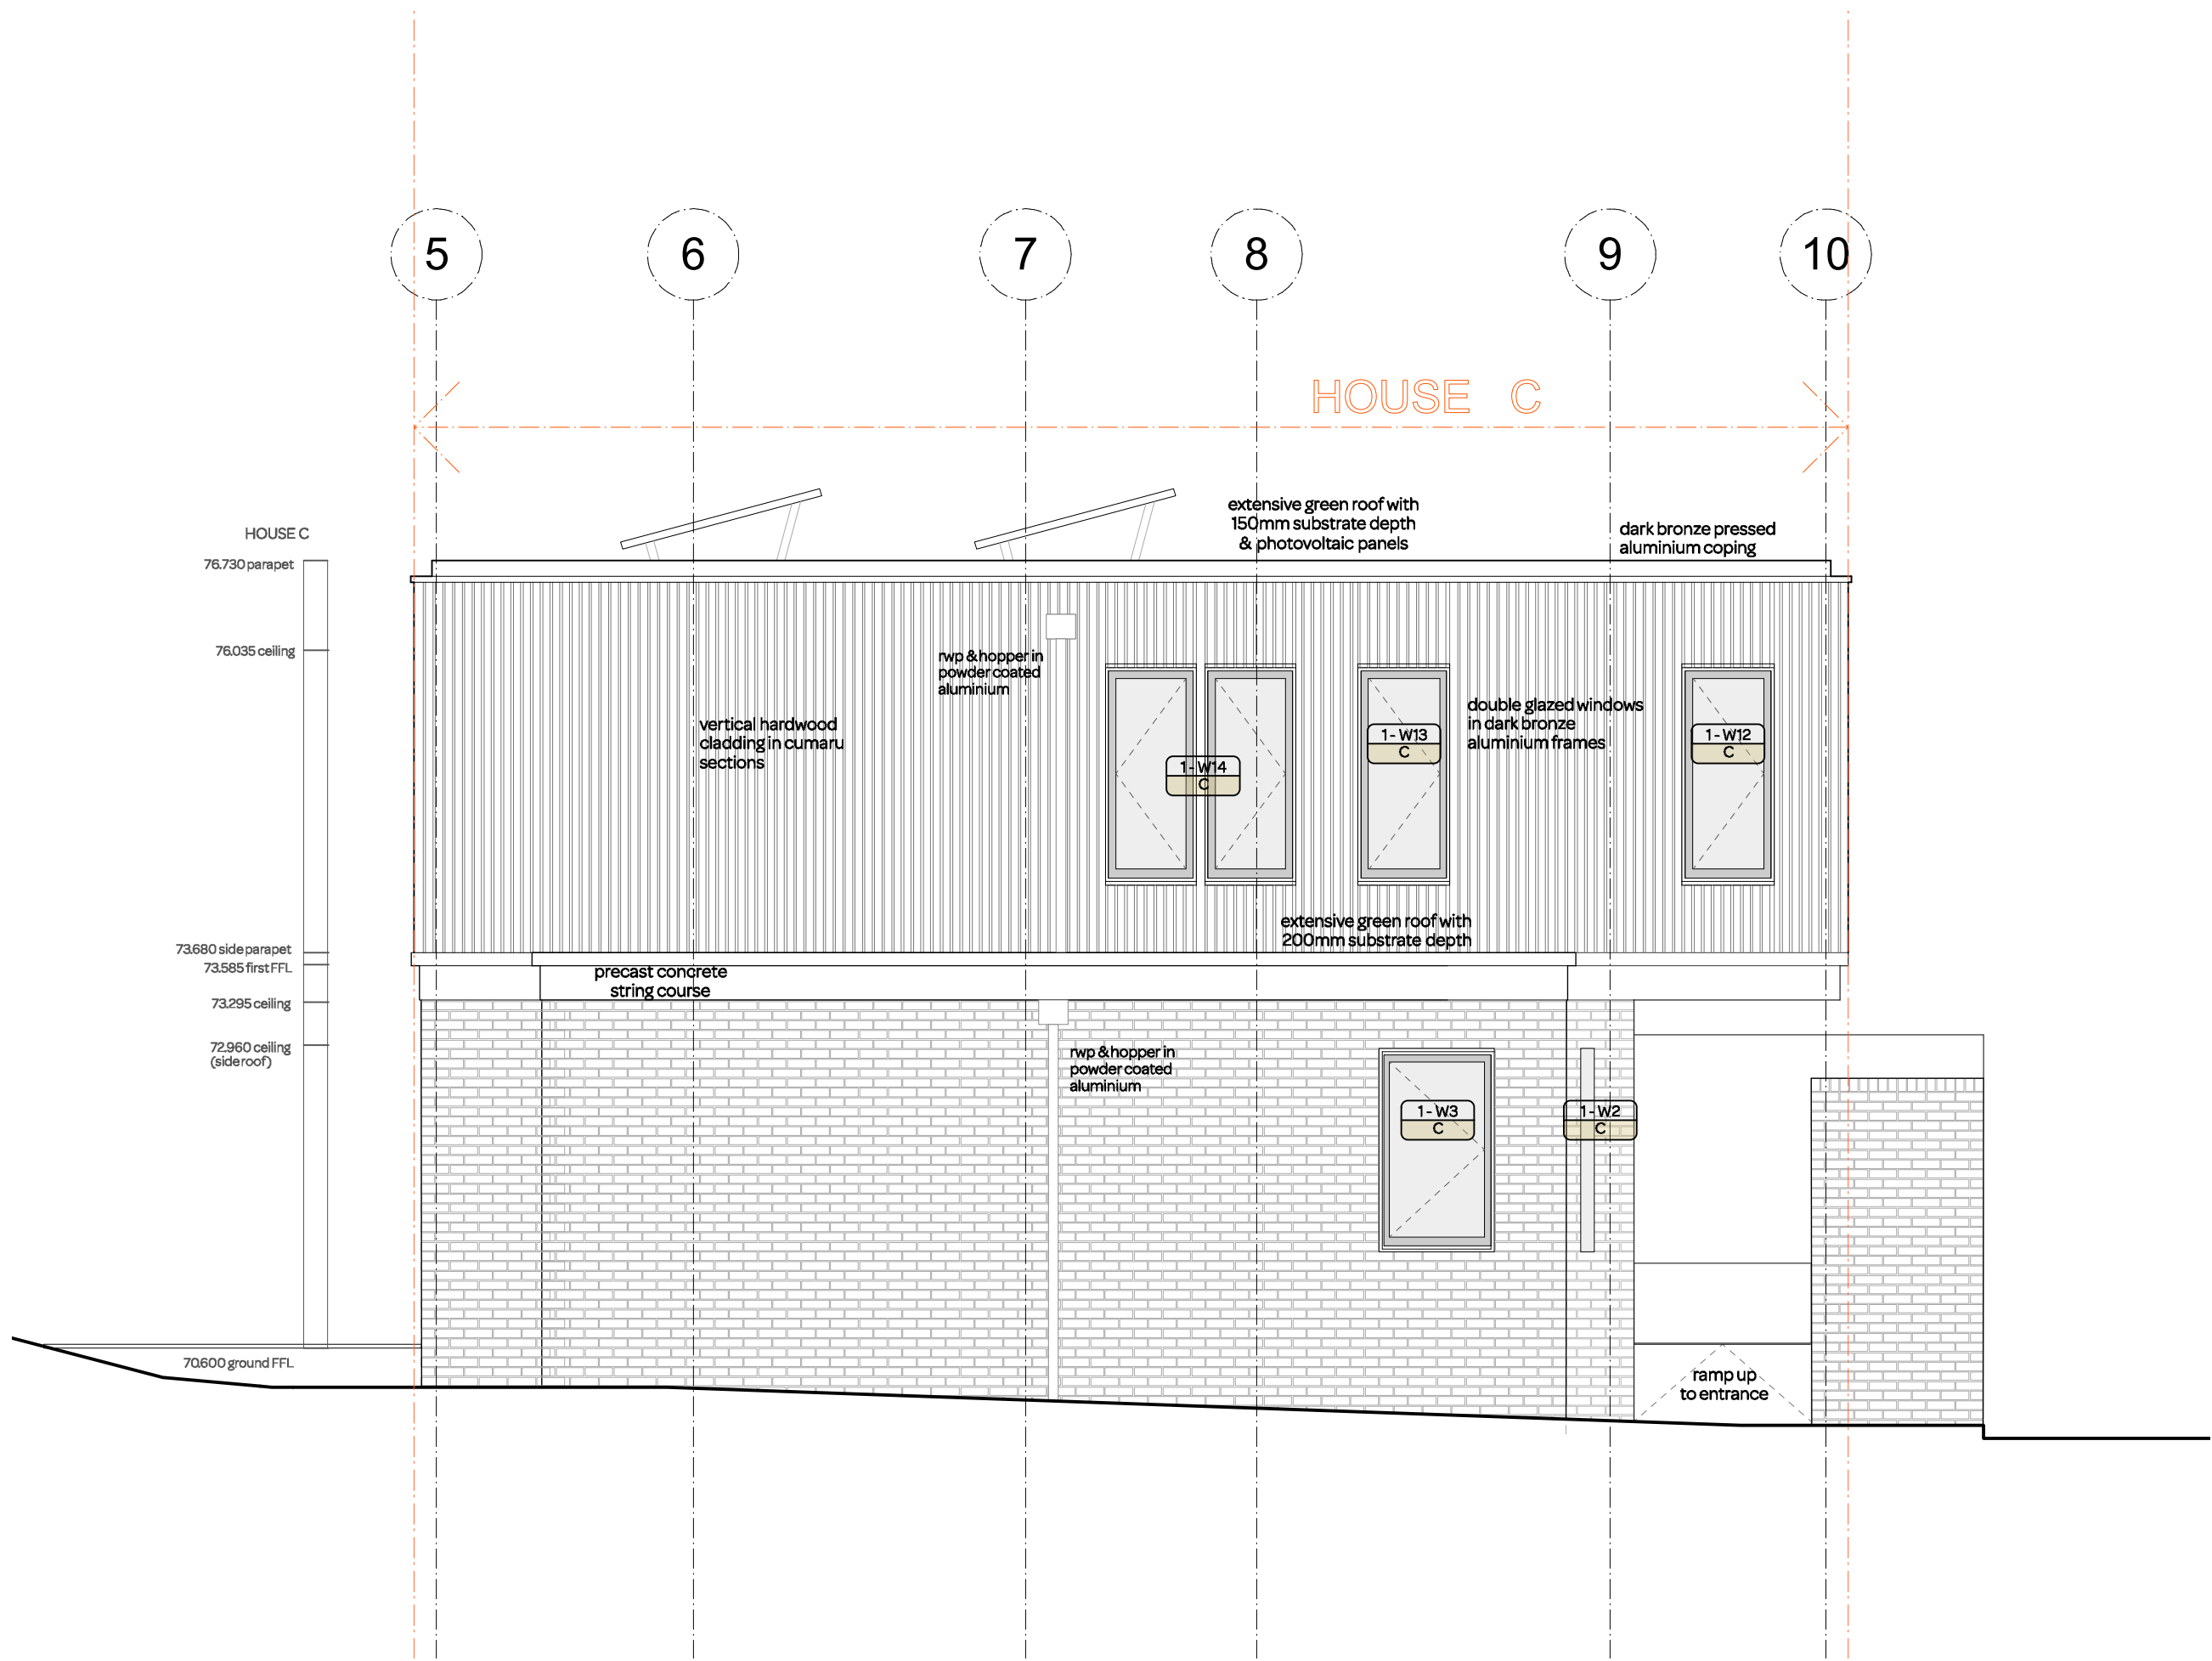 5 6 7 8 9 10
HOUSE C
extensive green roof with
150mm substrate depth
& photovoltaic panels
dark bronze pressed
aluminium coping
HOUSE C
76.730 parapet
76.035 ceiling
73.680 side parapet
73.585 first FFL
73.295 ceiling
72.960 ceiling
(side roof)
70.600 ground FFL
rwp & hopper in
powder coated
aluminium
vertical hardwood
cladding in cumaru
sections
1 - W14
C
1 - W13
C
double glazed windows
in dark bronze
aluminium frames
1 - W12
C
extensive green roof with
200mm substrate depth
precast concrete
string course
rwp & hopper in
powder coated
aluminium
1 - W3
C
1 - W2
C
ramp up
to entrance